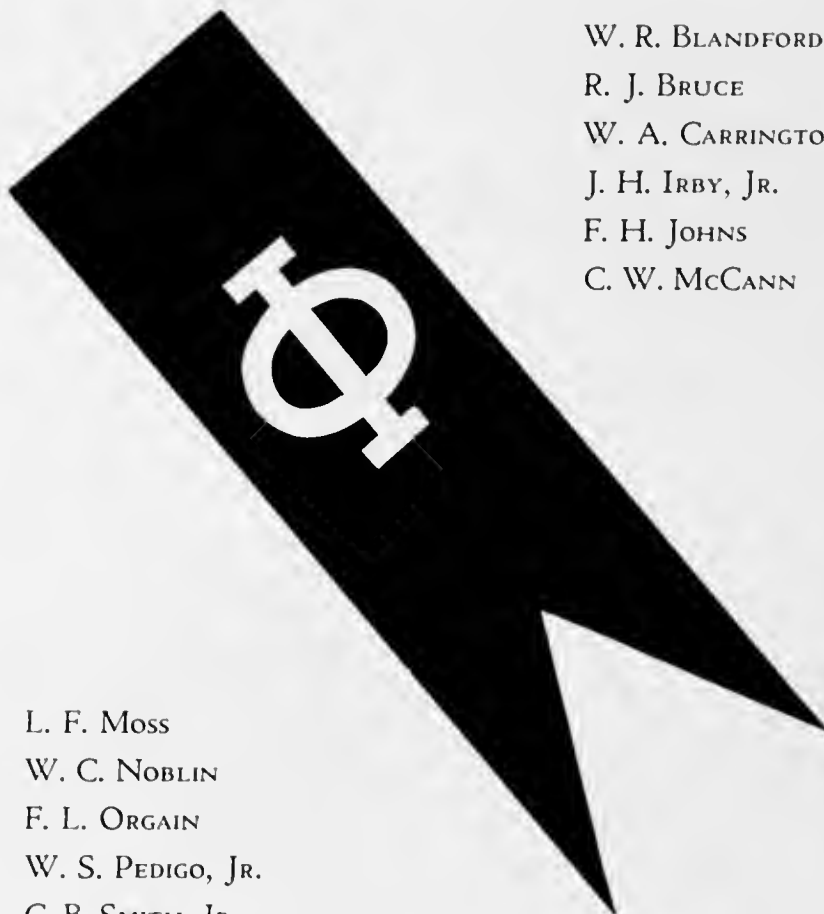 W. R. BLANDFORD
R. J. BRUCE
W. A. CARRINGTO
J. H. IRBY, JR.
F. H. JOHNS
C. W. MCCANN
Φ
L. F. MOSS
W. C. NOBLIN
F. L. ORGAIN
W. S. PEDIGO, JR.